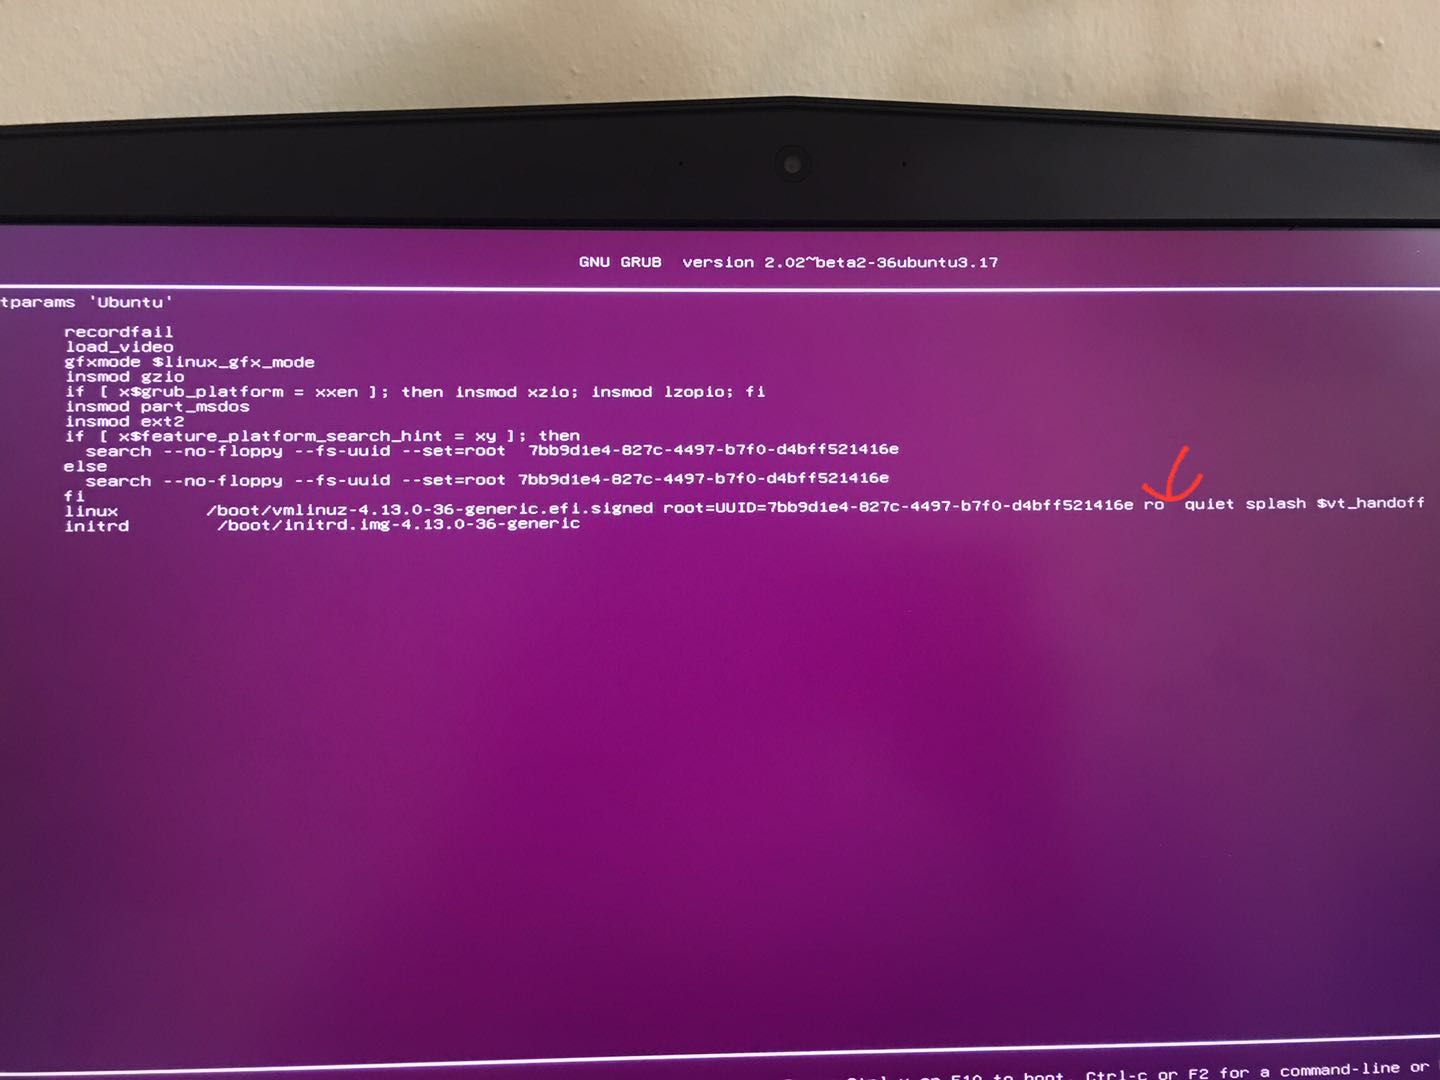 GNU GRUB  version 2.02~beta2-36ubuntu3.17
tparams 'Ubuntu'
recordfail
load_video
gfxmode $linux_gfx_mode
insmod gzio
if [ x$grub_platform = xxen ]; then insmod xzio; insmod lzopio; fi
insmod part_msdos
insmod ext2
if [ x$feature_platform_search_hint = xy ]; then
  search --no-floppy --fs-uuid --set=root  7bb9d1e4-827c-4497-b7f0-d4bff521416e
else
  search --no-floppy --fs-uuid --set=root 7bb9d1e4-827c-4497-b7f0-d4bff521416e
fi
linux        /boot/vmlinuz-4.13.0-36-generic.efi.signed root=UUID=7bb9d1e4-827c-4497-b7f0-d4bff521416e ro  quiet splash $vt_handoff
initrd        /boot/initrd.img-4.13.0-36-generic
F10 to boot, Ctrl-c or F2 for a command-line or